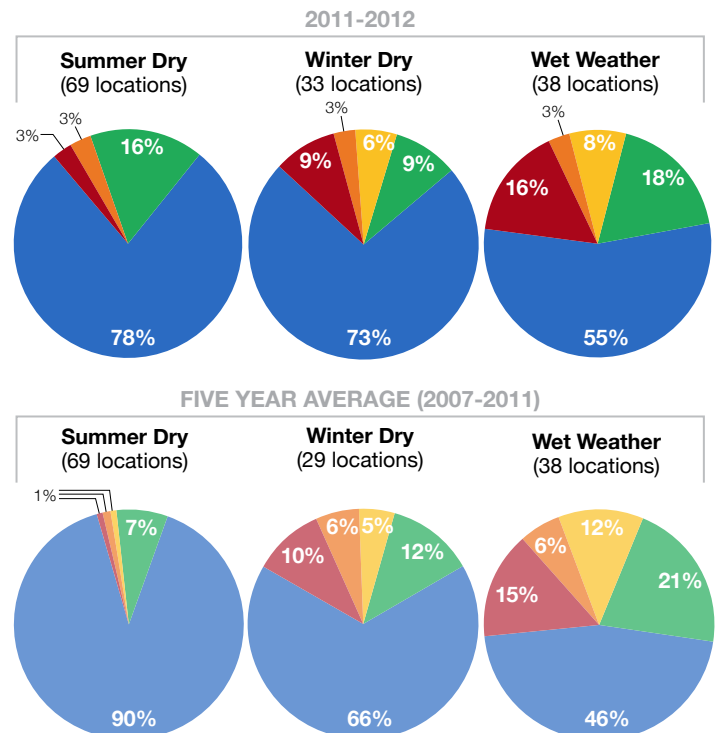 2011-2012
Summer Dry
(69 locations)
Winter Dry
(33 locations)
Wet Weather
(38 locations)
3%
3%
16%
78%
9%
3%
6%
9%
73%
16%
3%
8%
18%
55%
FIVE YEAR AVERAGE (2007-2011)
Summer Dry
(69 locations)
Winter Dry
(29 locations)
Wet Weather
(38 locations)
1%
7%
90%
10%
6%
5%
12%
66%
15%
6%
12%
21%
46%